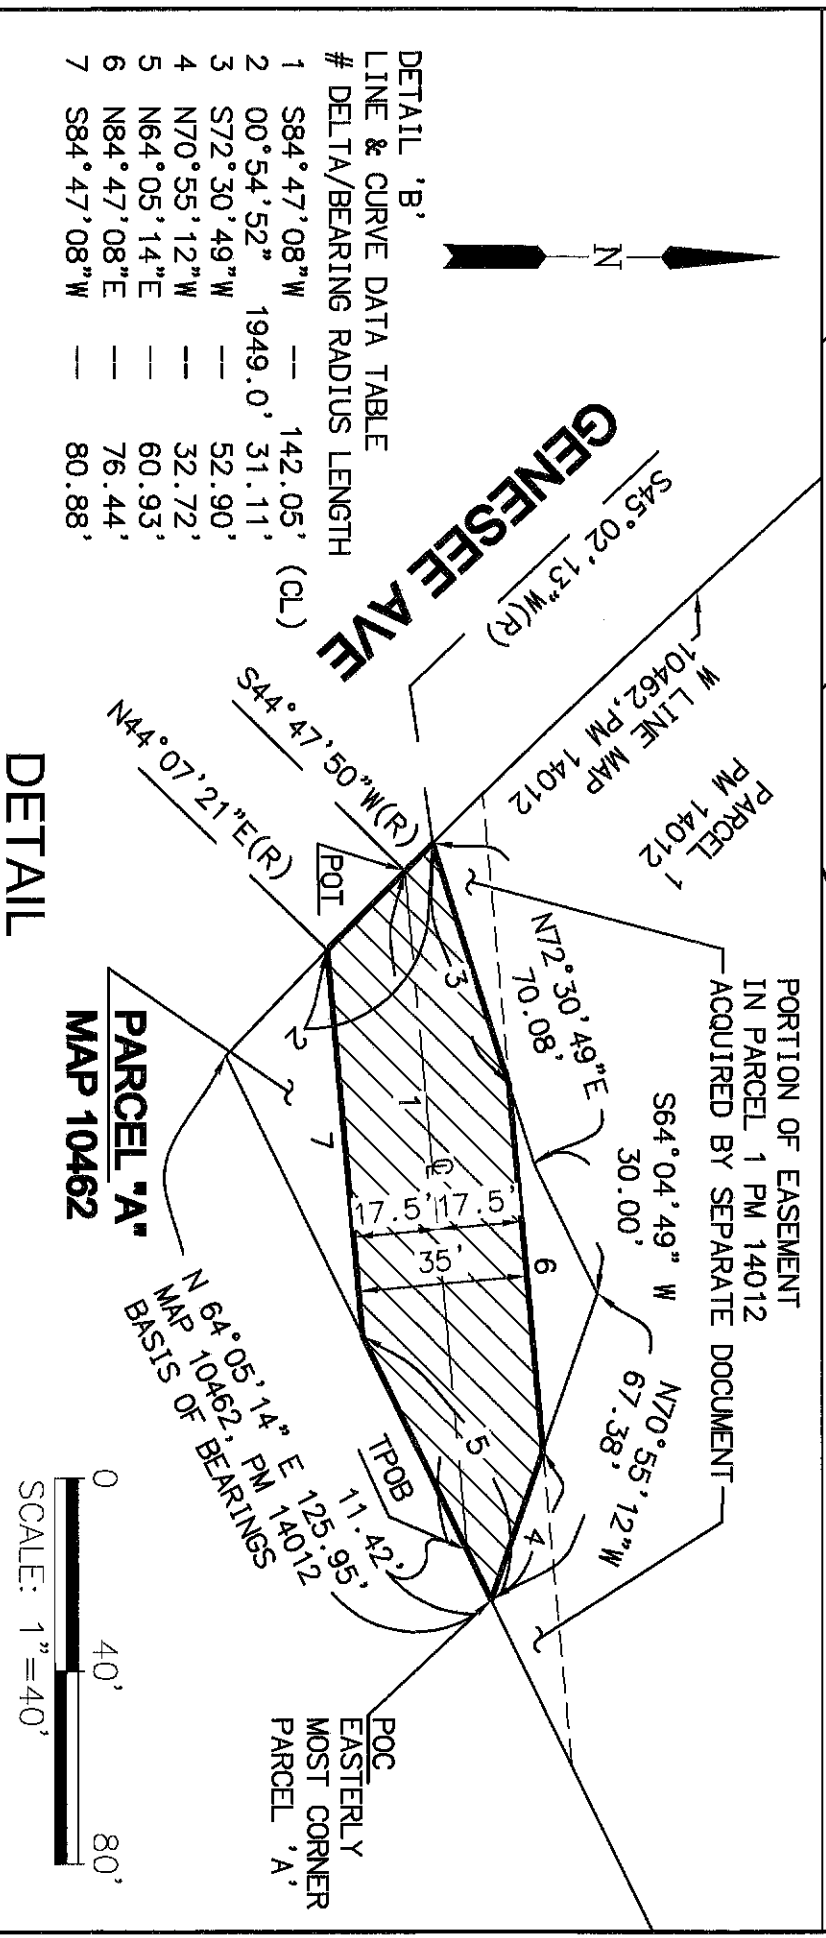 DETAIL 'B'
LINE & CURVE DATA TABLE
# DELTA/BEARING RADIUS LENGTH
1 S84°47'08"W -- 142.05' (CL)
2 00°54'52" 1949.0' 31.11'
3 S72°30'49"W -- 52.90'
4 N70°55'12"W -- 32.72'
5 N64°05'14"E -- 60.93'
6 N84°47'08"E -- 76.44'
7 S84°47'08"W -- 80.88'
N
GENESEE AVE
S45°02'13"W(R)
W LINE MAP
10462,PM 14012
PARCEL 1
PM 14012
PORTION OF EASEMENT
IN PARCEL 1 PM 14012
ACQUIRED BY SEPARATE DOCUMENT
S44°47'50"W(R)
N44°07'21"E(R)
POT
N72°30'49"E
70.08'
S64°04'49" W
30.00'
N70°55'12"W
67.38'
3
2
1
7
6
5
4
17.5'
17.5'
35'
TPOB
11.42'
N 64°05'14" E 125.95'
MAP 10462, PM 14012
BASIS OF BEARINGS
PARCEL "A"
MAP 10462
POC
EASTERLY
MOST CORNER
PARCEL 'A'
DETAIL
0 40' 80'
SCALE: 1"=40'